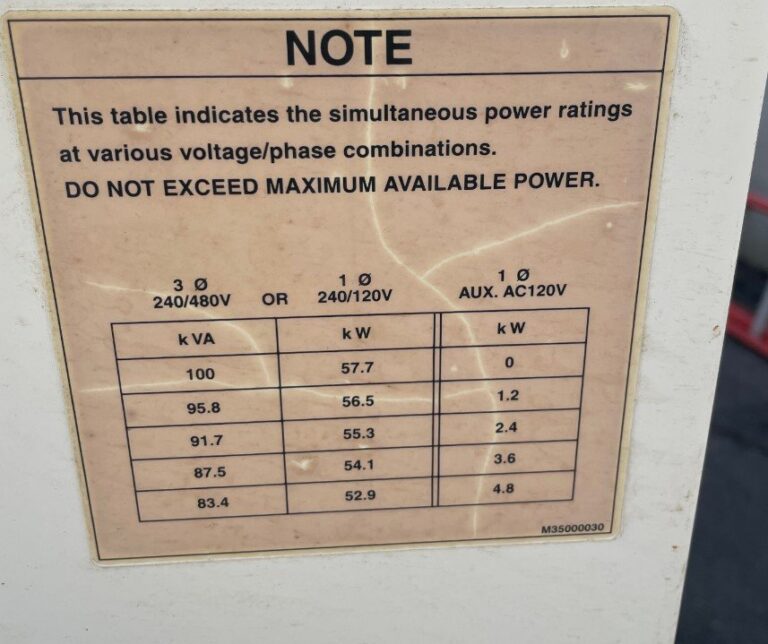 NOTE
This table indicates the simultaneous power ratings
at various voltage/phase combinations.
DO NOT EXCEED MAXIMUM AVAILABLE POWER.
3 Ø 1 Ø 1 Ø
240/480V OR 240/120V AUX. AC120V
k VA k W k W
100 57.7 0
95.8 56.5 1.2
91.7 55.3 2.4
87.5 54.1 3.6
83.4 52.9 4.8
M35000030